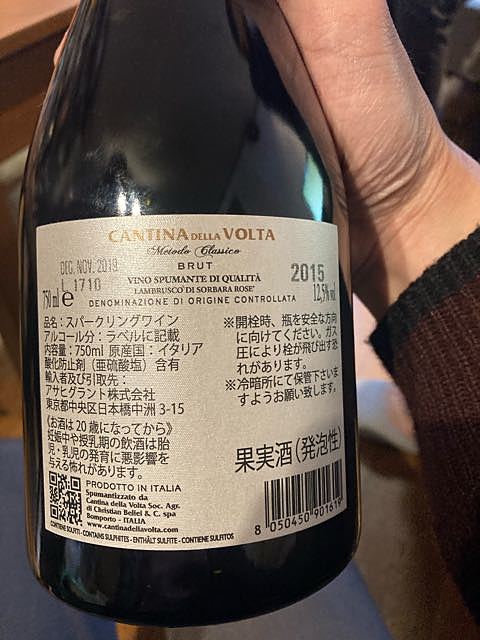 CANTINA DELLA VOLTA
Metodo Classico
BRUT
DEG. NOV. 2019
L 1710
2015
VINO SPUMANTE DI QUALITÀ
LAMBRUSCO DI SORBARA ROSE'
750 ml e
12,5% vol
DENOMINAZIONE DI ORIGINE CONTROLLATA
品名：スパークリングワイン
アルコール分：ラベルに記載
内容量：750ml 原産国：イタリア
酸化防止剤（亜硫酸塩）含有
輸入者及び引取先：
アサヒグラント株式会社
東京都中央区日本橋中洲 3-15
《お酒は20歳になってから》
妊娠中や授乳期の飲酒は胎
児・乳児の発育に悪影響を
与える怖れがあります。
※開栓時、瓶を安全な方向
に向けてください。ガス
圧により栓が飛び出す恐
れがあります。
※冷暗所にて保管下さいま
すようお願い致します。
果実酒（発泡性）
PRODOTTO IN ITALIA
Spumantizzato da
Cantina della Volta Soc. Agr.
di Christian Bellei & C. spa
Bomporto - ITALIA
www.cantinadellavolta.com
CONTIENE SOLFITI - CONTAINS SULPHITES - ENTHÄLT SULFITE - CONTIENE SULFITOS
8 050450 901619